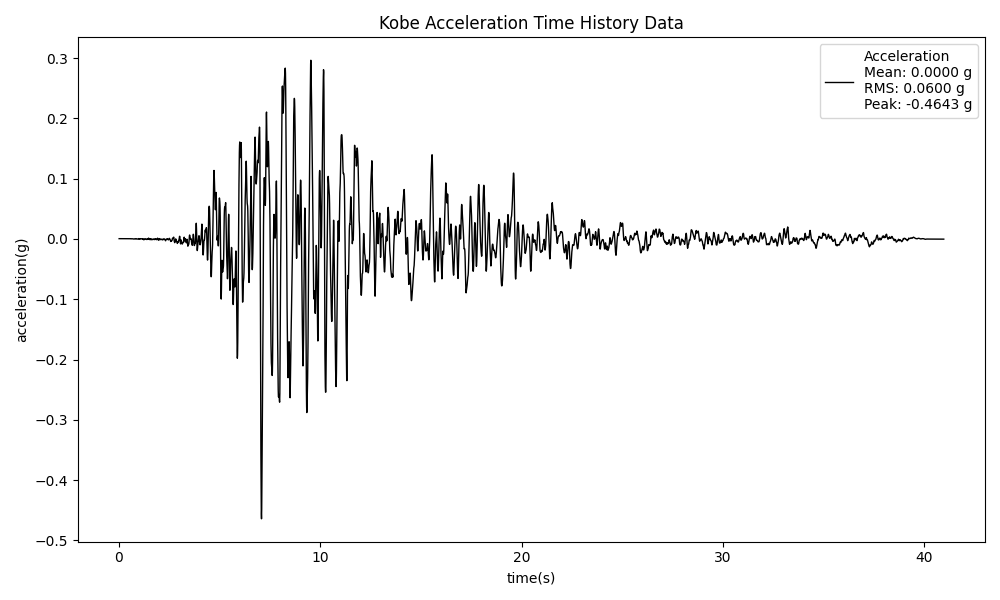 Kobe Acceleration Time History Data
Acceleration
Mean: 0.0000 g
RMS: 0.0600 g
Peak: -0.4643 g
0.3
0.2
0.1
0.0
−0.1
−0.2
−0.3
−0.4
−0.5
acceleration(g)
0 10 20 30 40
time(s)